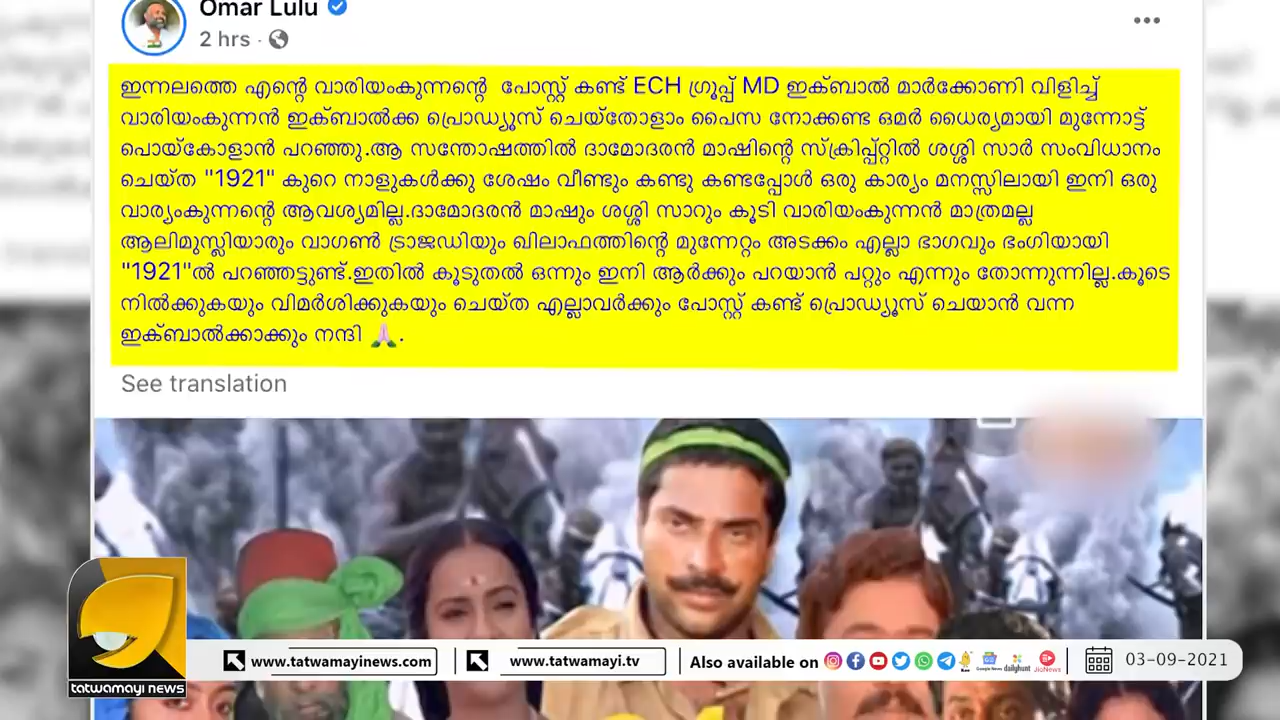 Omar Lulu
2 hrs ·
ഇന്നലത്തെ എന്റെ വാരിയംകുന്നന്റെ പോസ്റ്റ് കണ്ട് ECH ഗ്രൂപ്പ് MD ഇക്ബാൽ മാർക്കോണി വിളിച്ച്
വാരിയംകുന്നൻ ഇക്ബാൽക്ക പ്രൊഡ്യൂസ് ചെയ്തോളാം പൈസ നോക്കണ്ട ഒമർ ധൈര്യമായി മുന്നോട്ട്
പൊയ്കോളാൻ പറഞ്ഞു.ആ സന്തോഷത്തിൽ ദാമോദരൻ മാഷിന്റെ സ്ക്രിപ്പ്റ്റിൽ ശശ്ശി സാർ സംവിധാനം
ചെയ്ത "1921" കുറെ നാളുകൾക്കു ശേഷം വീണ്ടും കണ്ടു കണ്ടപ്പോൾ ഒരു കാര്യം മനസ്സിലായി ഇനി ഒരു
വാര്യംകുന്നന്റെ ആവശ്യമില്ല.ദാമോദരൻ മാഷും ശശ്ശി സാറും കൂടി വാരിയംകുന്നൻ മാത്രമല്ല
ആലിമുസ്ലിയാരും വാഗൺ ട്രാജഡിയും ഖിലാഫത്തിന്റെ മുന്നേറ്റം അടക്കം എല്ലാ ഭാഗവും ഭംഗിയായി
"1921"ൽ പറഞ്ഞട്ടുണ്ട്.ഇതിൽ കൂടുതൽ ഒന്നും ഇനി ആർക്കും പറയാൻ പറ്റും എന്നും തോന്നുന്നില്ല.കൂടെ
നിൽക്കുകയും വിമർശിക്കുകയും ചെയ്ത എല്ലാവർക്കും പോസ്റ്റ് കണ്ട് പ്രൊഡ്യൂസ് ചെയാൻ വന്ന
ഇക്ബാൽക്കാക്കും നന്ദി 🙏.
See translation
tatwamayi news
www.tatwamayinews.com
www.tatwamayi.tv
Also available on
Google News
dailyhunt
JioNews
03-09-2021